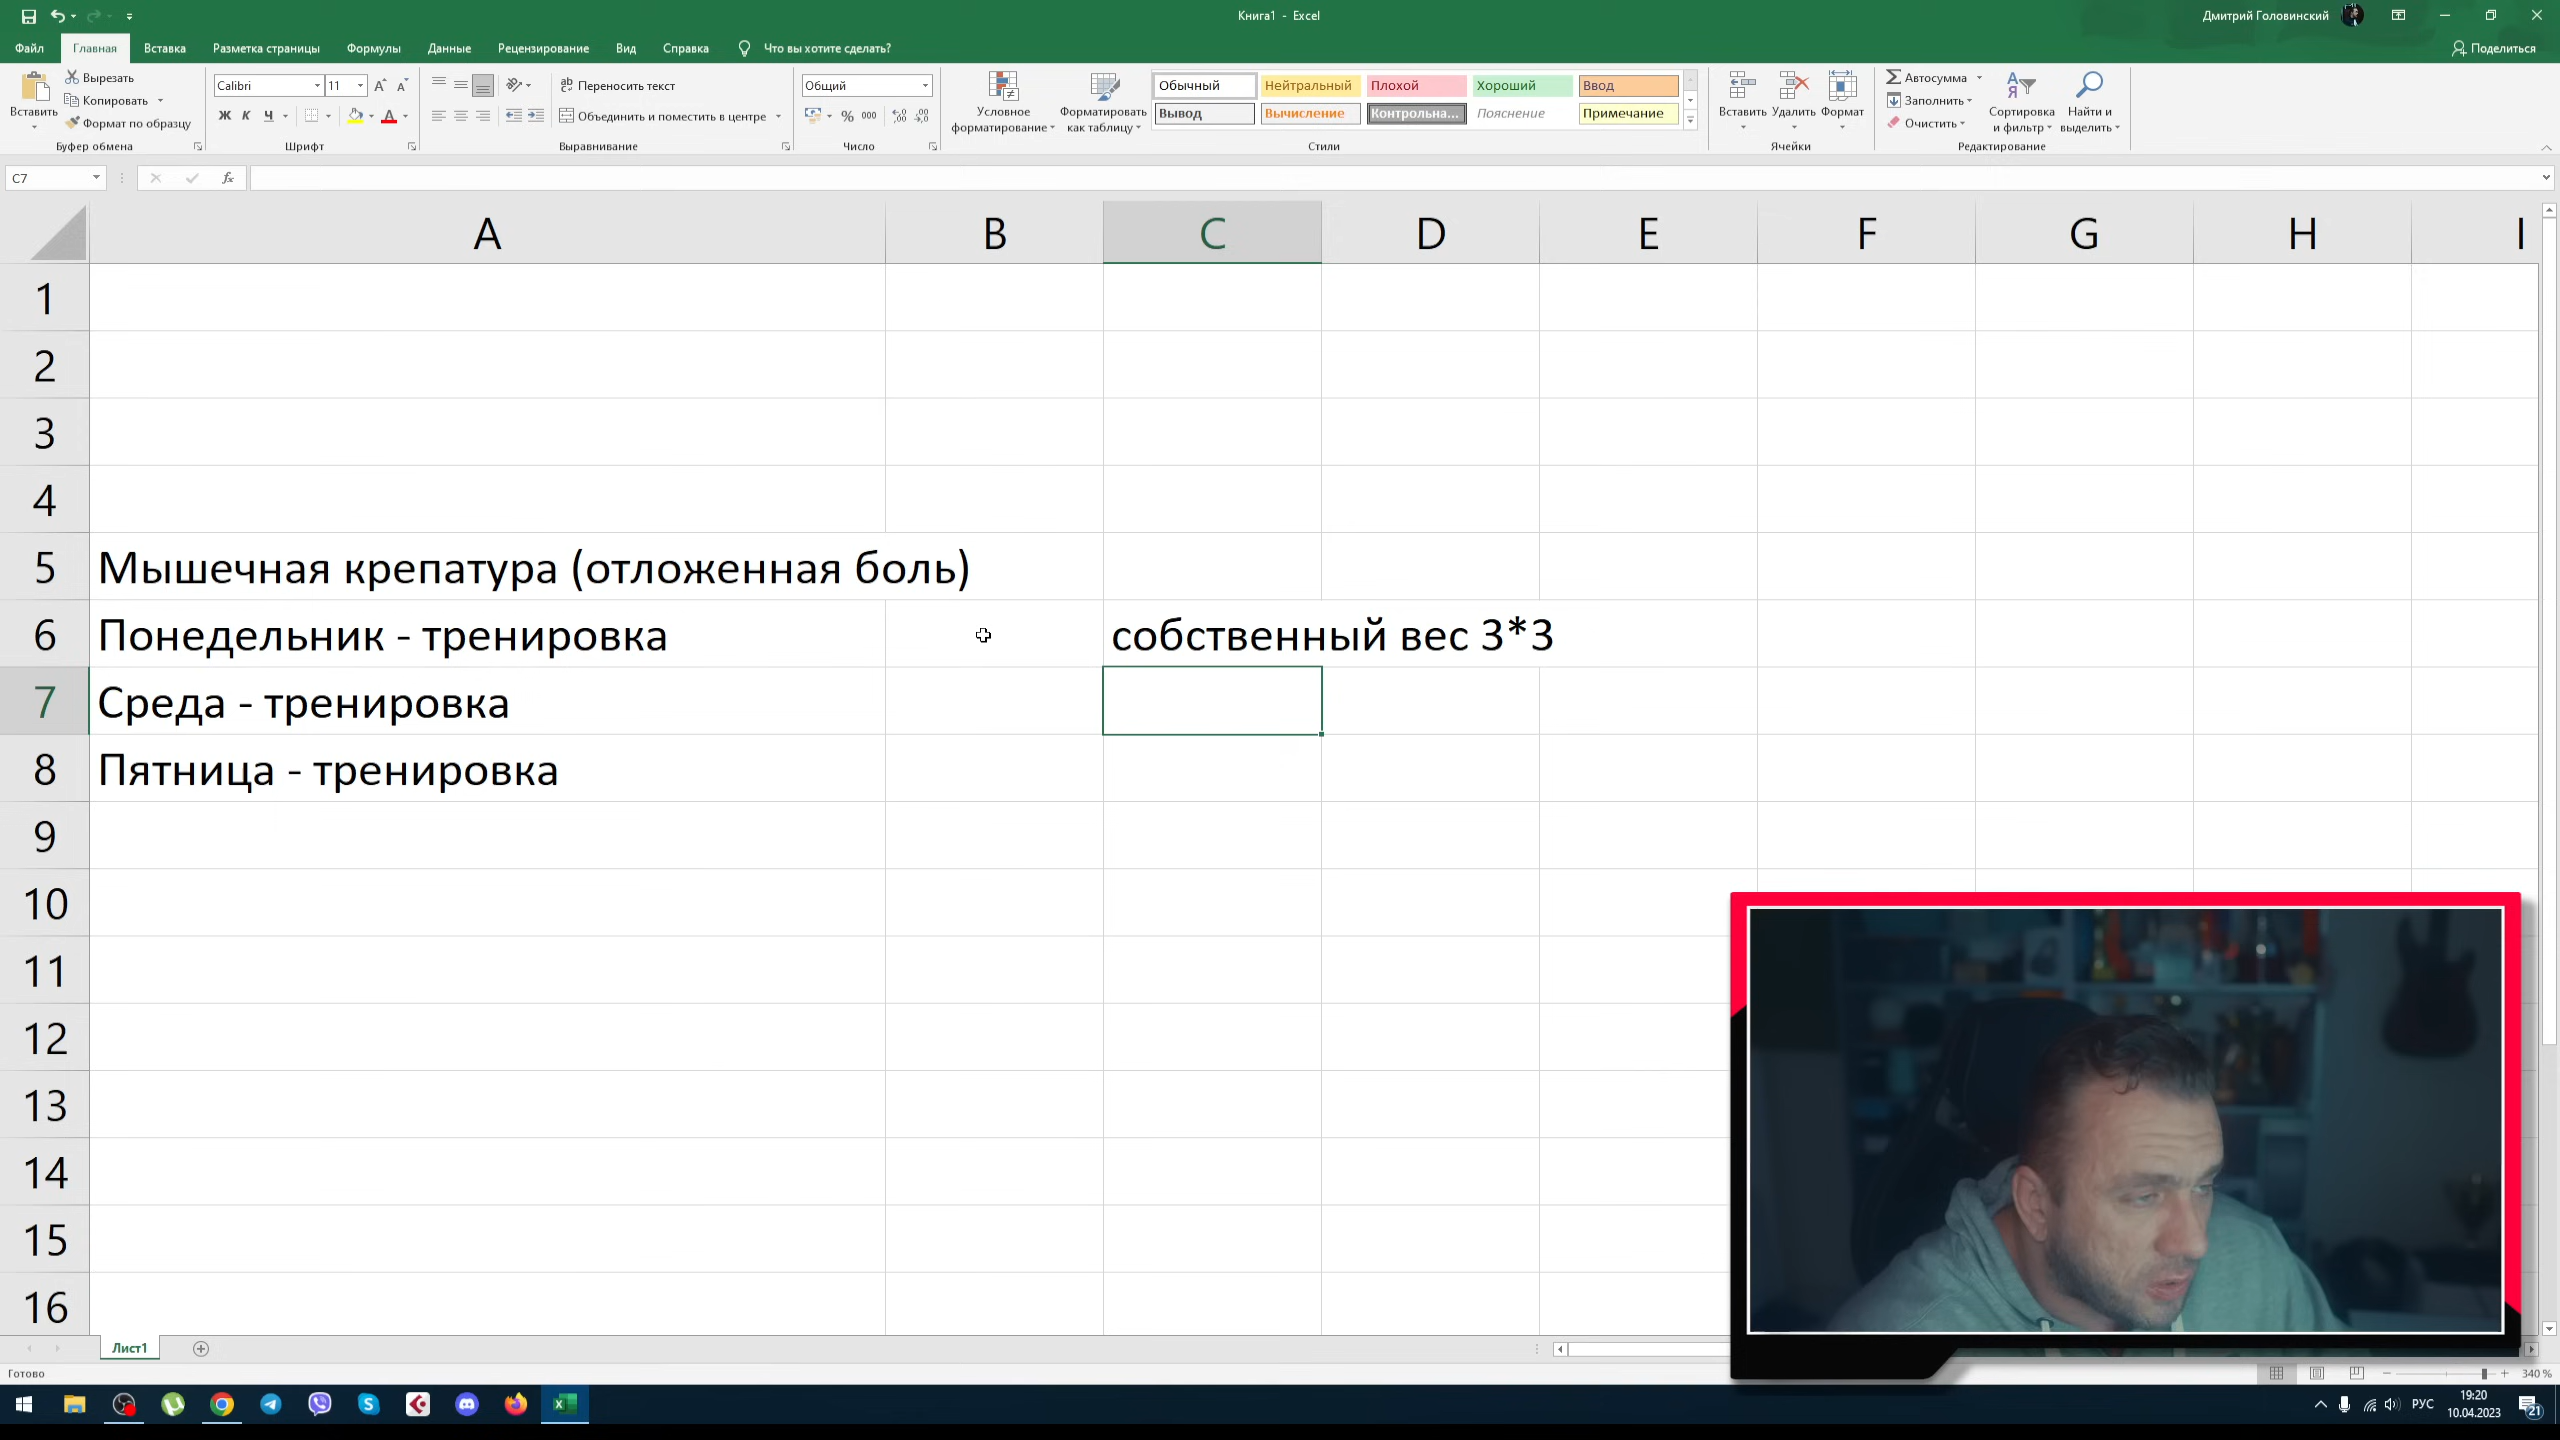 Книга1 - Excel
Дмитрий Головинский
Файл Главная Вставка Разметка страницы Формулы Данные Рецензирование Вид Справка Что вы хотите сделать? Поделиться
Вставить
Вырезать
Копировать
Формат по образцу
Буфер обмена
Calibri 11
Ж К Ч
Шрифт
Переносить текст
Объединить и поместить в центре
Выравнивание
Общий
% 000
Число
Условное форматирование
Форматировать как таблицу
Обычный Нейтральный Плохой Хороший Ввод
Вывод Вычисление Контрольна... Пояснение Примечание
Стили
Вставить Удалить Формат
Ячейки
Автосумма
Заполнить
Очистить
Сортировка и фильтр
Найти и выделить
Редактирование
C7
fx
A B C D E F G H I
1
2
3
4
5 Мышечная крепатура (отложенная боль)
6 Понедельник - тренировка собственный вес 3*3
7 Среда - тренировка
8 Пятница - тренировка
9
10
11
12
13
14
15
16
Лист1
Готово
340 %
РУС
19:20
10.04.2023
21